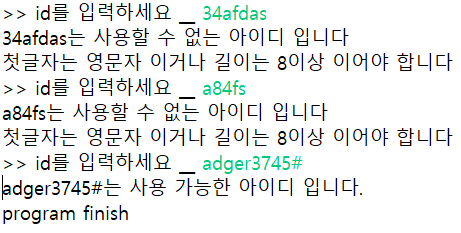 >> id를 입력하세요 __ 34afdas
34afdas는 사용할 수 없는 아이디 입니다
첫글자는 영문자 이거나 길이는 8이상 이어야 합니다
>> id를 입력하세요 __ a84fs
a84fs는 사용할 수 없는 아이디 입니다
첫글자는 영문자 이거나 길이는 8이상 이어야 합니다
>> id를 입력하세요 __ adger3745#
adger3745#는 사용 가능한 아이디 입니다.
program finish